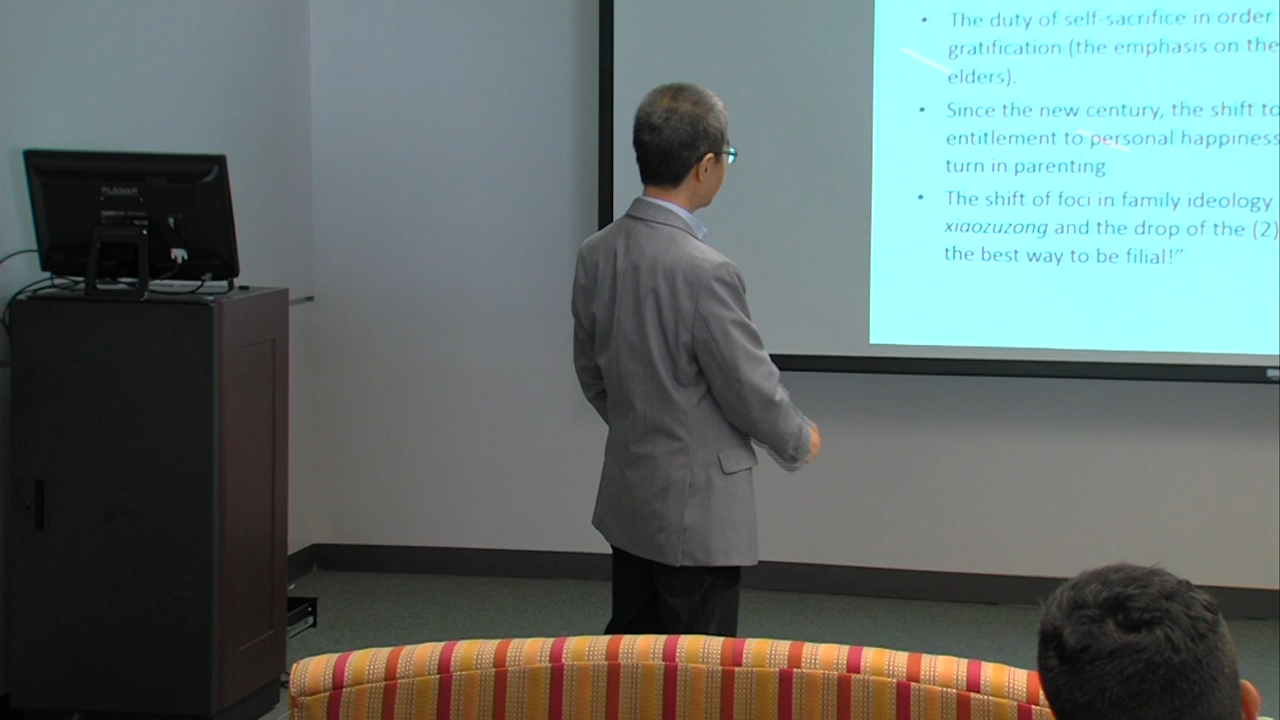 • The duty of self-sacrifice in order
gratification (the emphasis on the
elders).
• Since the new century, the shift to
entitlement to personal happiness
turn in parenting
• The shift of foci in family ideology
xiaozuzong and the drop of the (2)
the best way to be filial!”
PLANAR